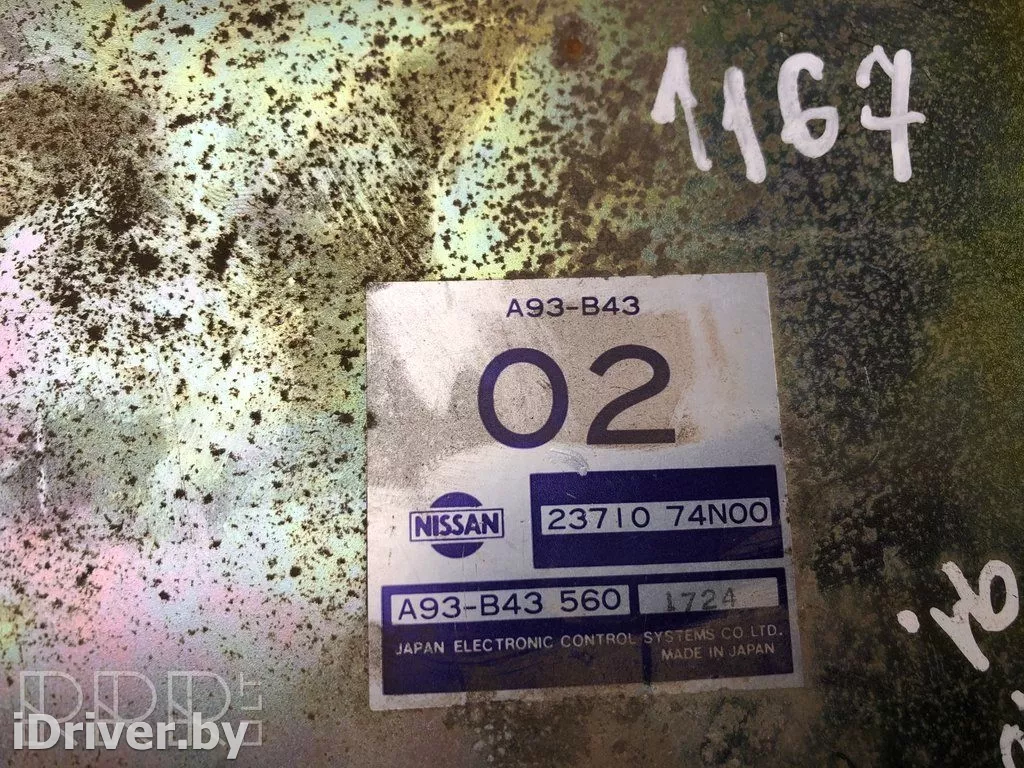 1167
A93-B43
02
NISSAN
23710 74N00
A93-B43 560
1724
JAPAN ELECTRONIC CONTROL SYSTEMS CO. LTD.
MADE IN JAPAN
iDriver.by